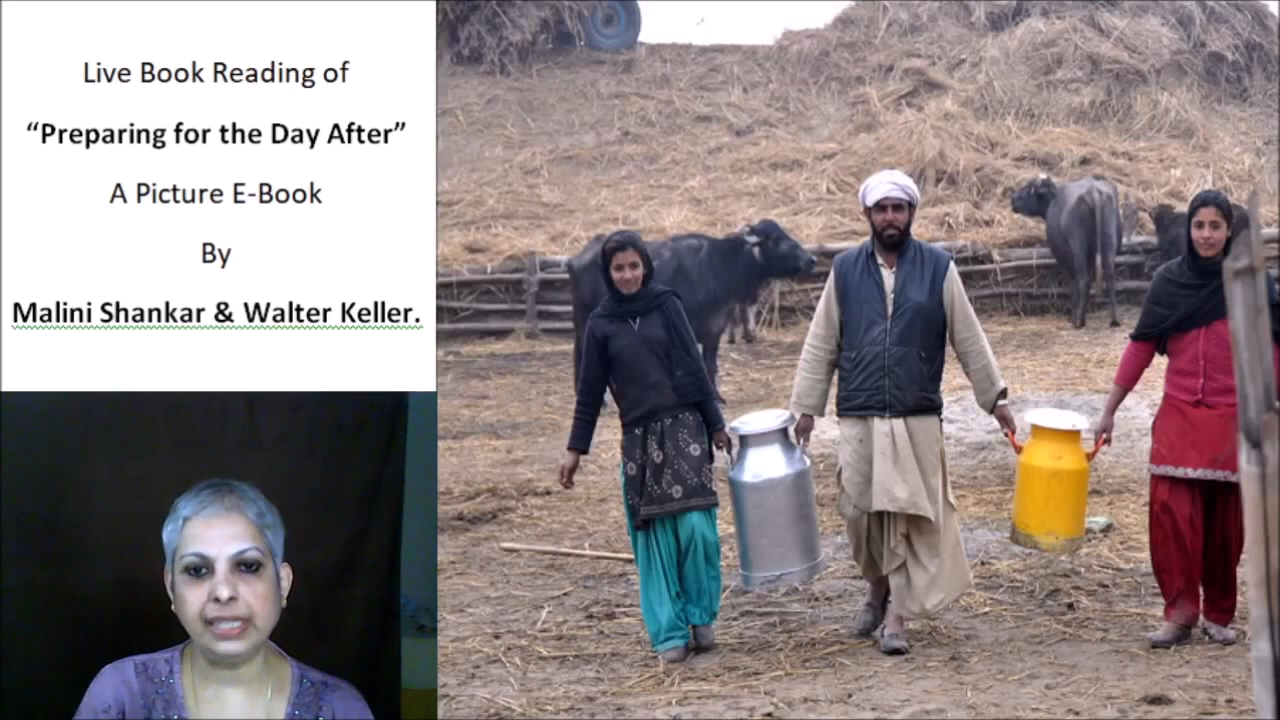 Live Book Reading of
“Preparing for the Day After”
A Picture E-Book
By
Malini Shankar & Walter Keller.